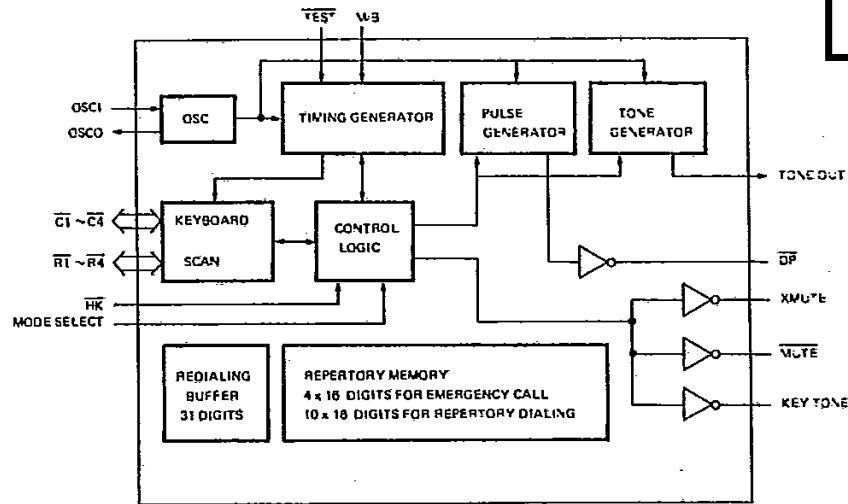 TEST
OSCI
OSCO
OSC
TIMING GENERATOR
PULSE
GENERATOR
TONE
GENERATOR
TONE OUT
C1 ~ C4
R1 ~ R4
KEYBOARD
SCAN
CONTROL
LOGIC
DP
HK
MODE SELECT
XMUTE
MUTE
KEY TONE
REDIALING
BUFFER
31 DIGITS
REPERTORY MEMORY
4 x 16 DIGITS FOR EMERGENCY CALL
10 x 16 DIGITS FOR REPERTORY DIALING